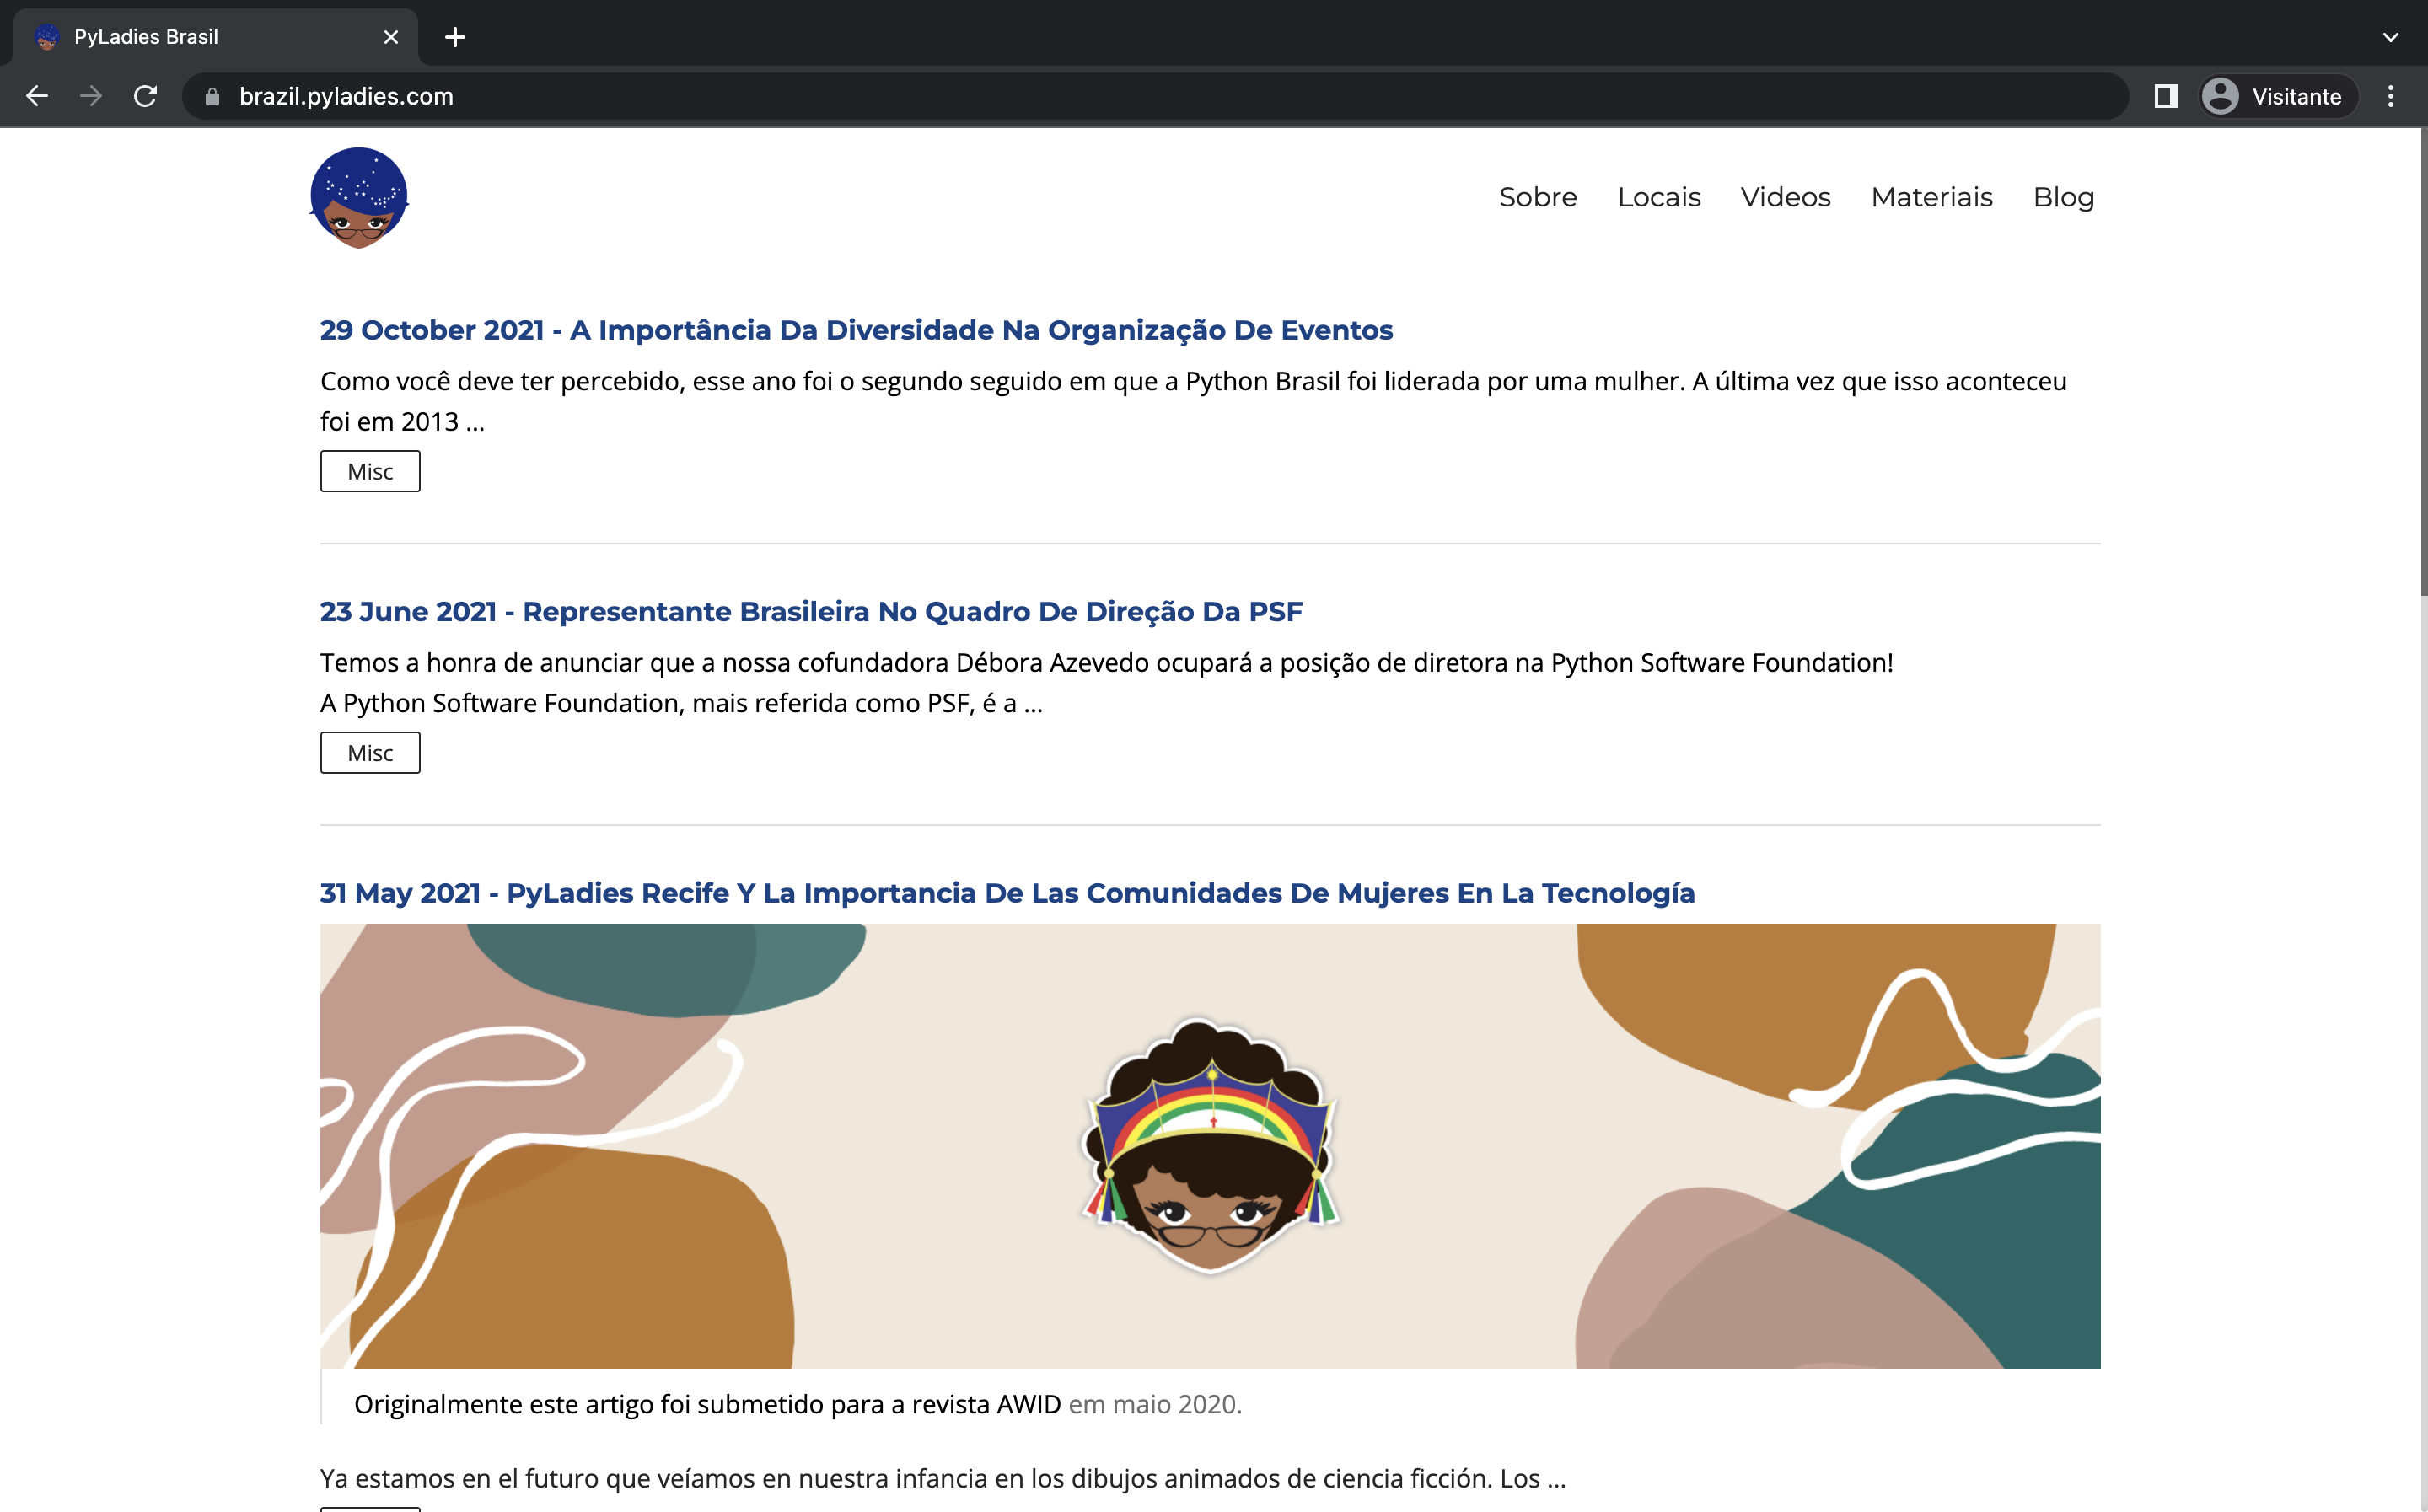 PyLadies Brasil
brazil.pyladies.com
Visitante
Sobre Locais Videos Materiais Blog
29 October 2021 - A Importância Da Diversidade Na Organização De Eventos
Como você deve ter percebido, esse ano foi o segundo seguido em que a Python Brasil foi liderada por uma mulher. A última vez que isso aconteceu
foi em 2013 ...
Misc
23 June 2021 - Representante Brasileira No Quadro De Direção Da PSF
Temos a honra de anunciar que a nossa cofundadora Débora Azevedo ocupará a posição de diretora na Python Software Foundation!
A Python Software Foundation, mais referida como PSF, é a ...
Misc
31 May 2021 - PyLadies Recife Y La Importancia De Las Comunidades De Mujeres En La Tecnología
Originalmente este artigo foi submetido para a revista AWID em maio 2020.
Ya estamos en el futuro que veíamos en nuestra infancia en los dibujos animados de ciencia ficción. Los ...